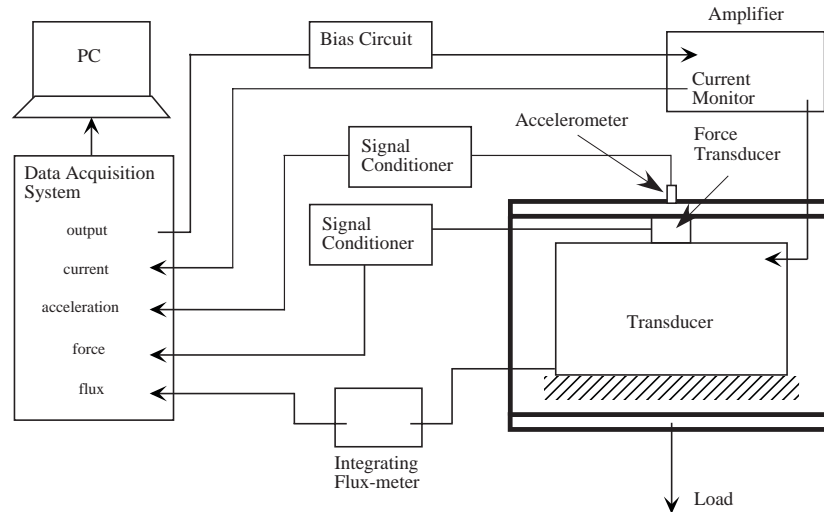 Amplifier
Bias Circuit
PC
Current
Monitor
Accelerometer
Force
Transducer
Signal
Conditioner
Data Acquisition
System
output
Signal
Conditioner
current
acceleration
Transducer
force
flux
Integrating
Flux-meter
Load